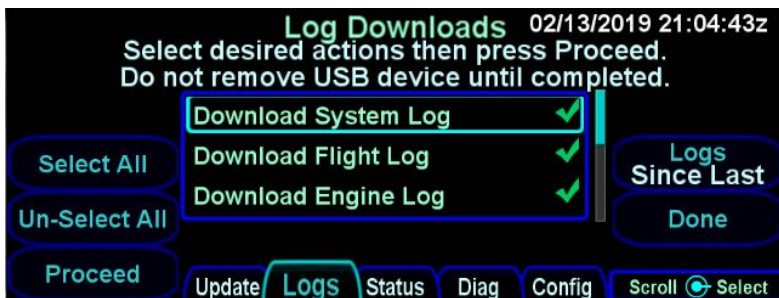 Log Downloads 02/13/2019 21:04:43z
Select desired actions then press Proceed.
Do not remove USB device until completed.
Download System Log
Download Flight Log
Download Engine Log
Select All
Un-Select All
Proceed
Logs
Since Last
Done
Update Logs Status Diag Config Scroll Select